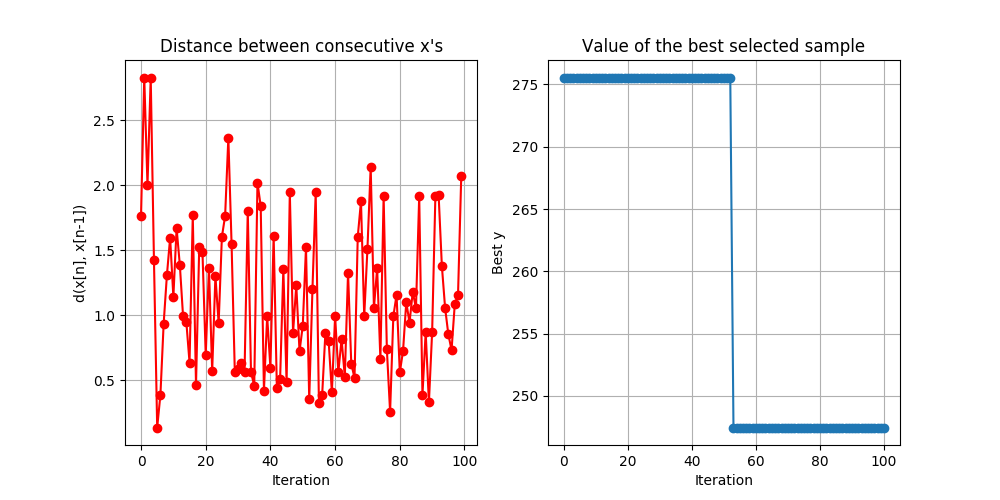 Distance between consecutive x's
d(x[n], x[n-1])
2.5
2.0
1.5
1.0
0.5
0 20 40 60 80 100
Iteration
Value of the best selected sample
Best y
275
270
265
260
255
250
0 20 40 60 80 100
Iteration